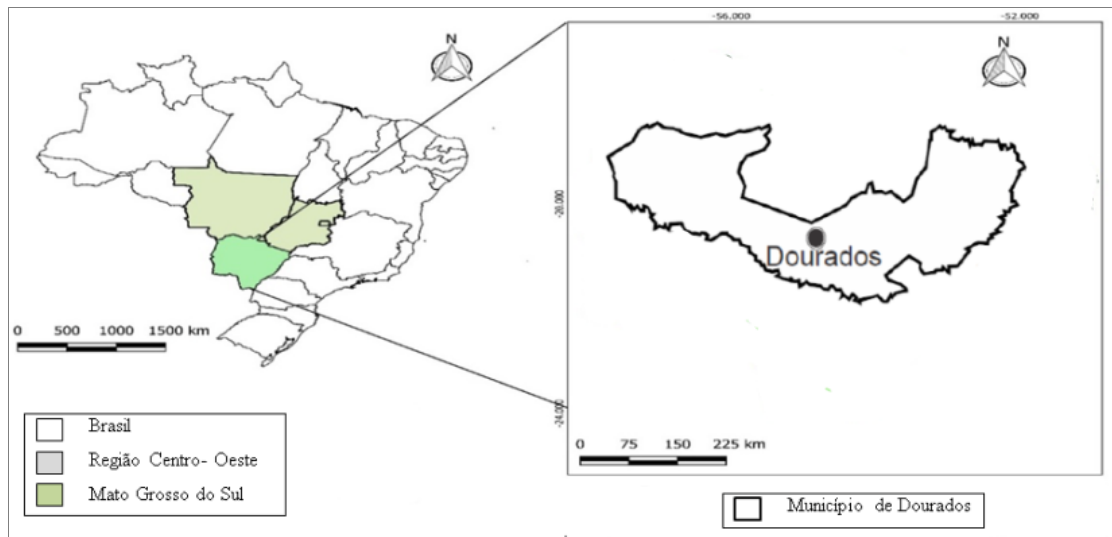 N
0 500 1000 1500 km
Brasil
Região Centro- Oeste
Mato Grosso do Sul
-56.000 -52.000
N
-20.000
Dourados
-24.000
0 75 150 225 km
Município de Dourados